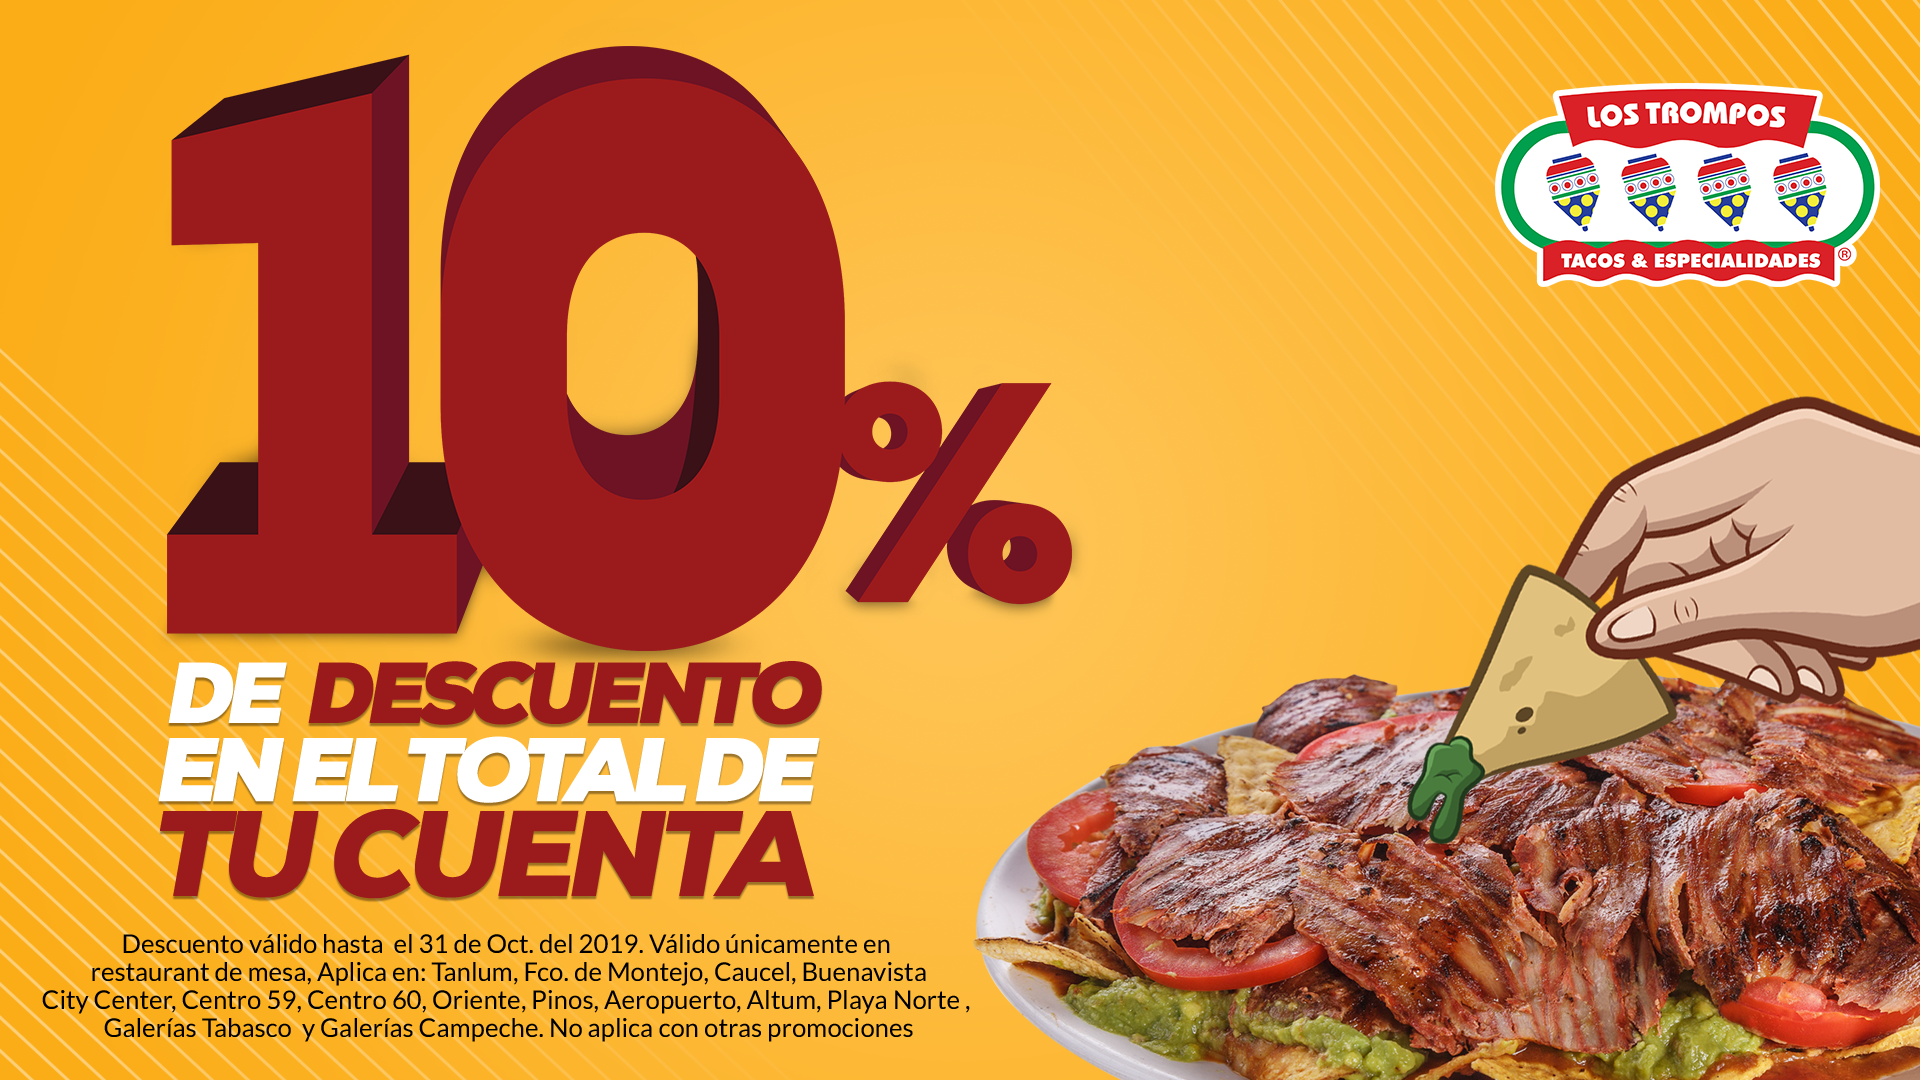 10%
DE DESCUENTO
EN EL TOTAL DE
TU CUENTA
Descuento válido hasta el 31 de Oct. del 2019. Válido únicamente en
restaurant de mesa, Aplica en: Tanlum, Fco. de Montejo, Caucel, Buenavista
City Center, Centro 59, Centro 60, Oriente, Pinos, Aeropuerto, Altum, Playa Norte ,
Galerías Tabasco y Galerías Campeche. No aplica con otras promociones
LOS TROMPOS
TACOS & ESPECIALIDADES ®